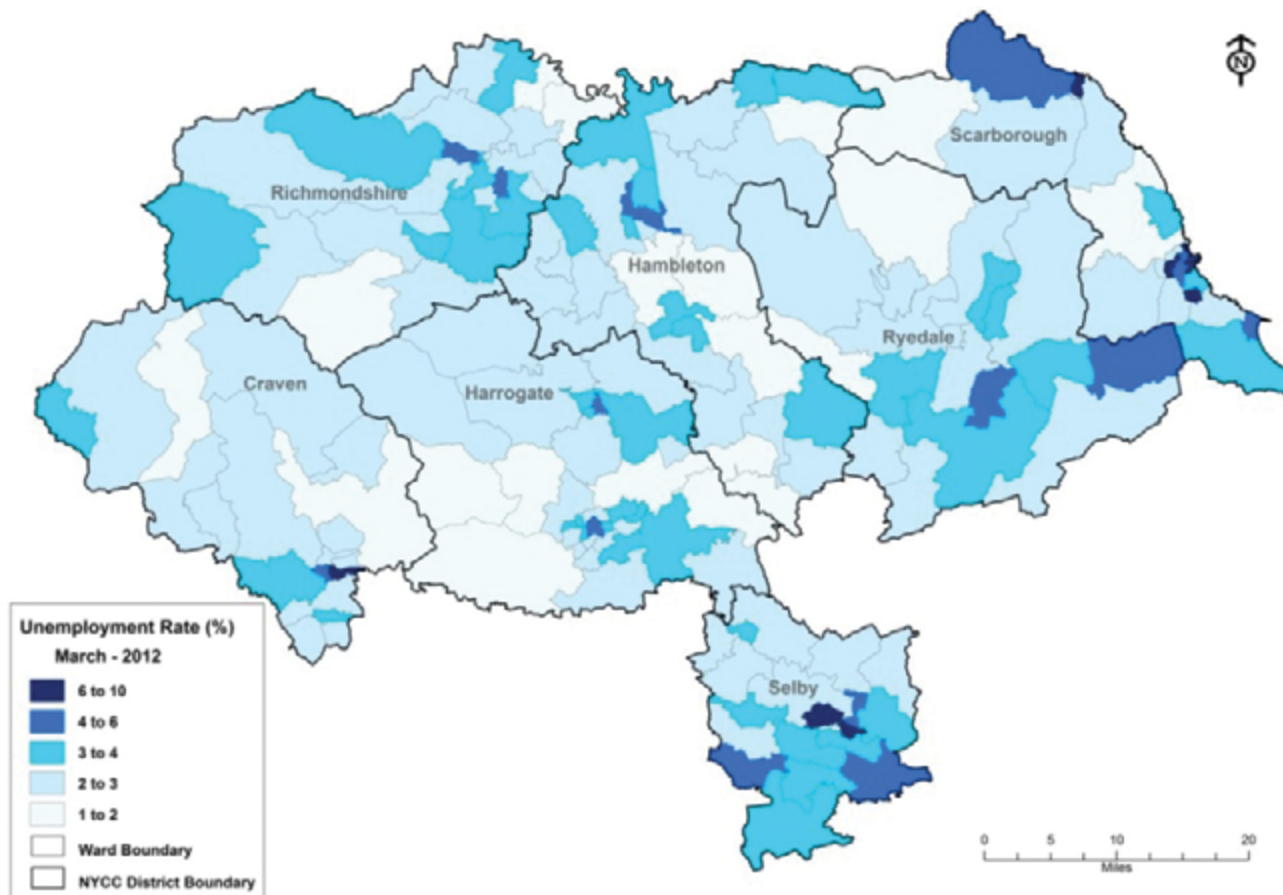 N
Scarborough
Richmondshire
Hambleton
Ryedale
Craven
Harrogate
Selby
Unemployment Rate (%)
March - 2012
6 to 10
4 to 6
3 to 4
2 to 3
1 to 2
Ward Boundary
NYCC District Boundary
0 5 10 20
Miles